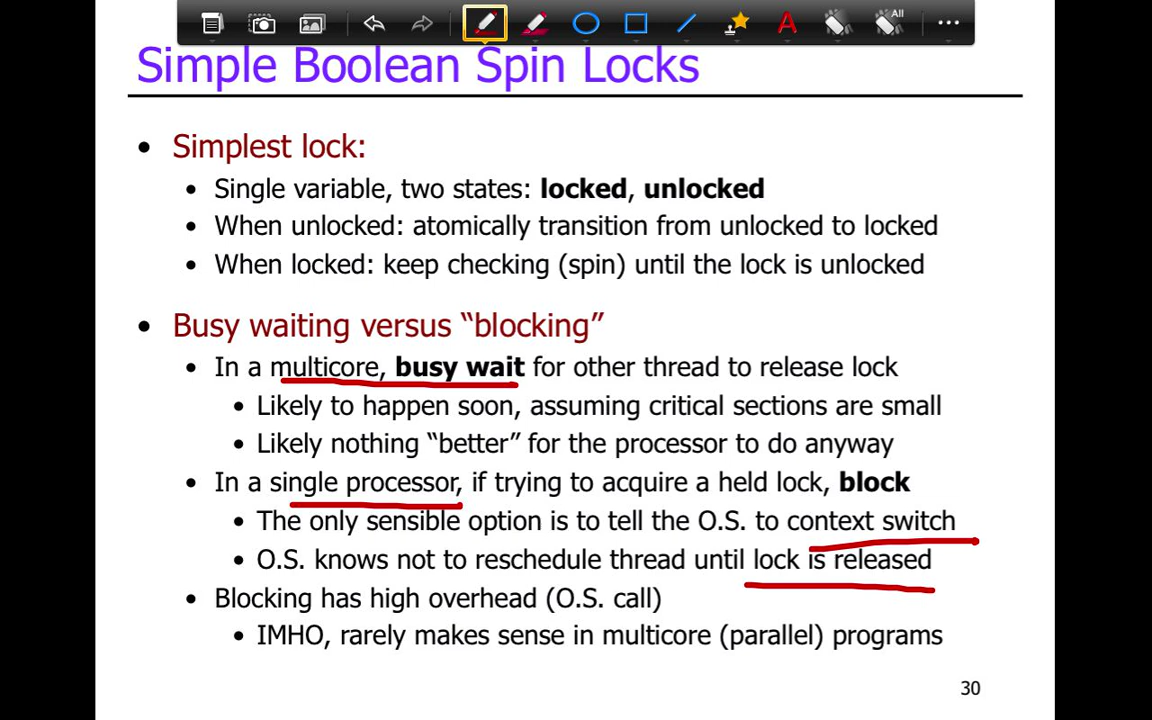 All
A
Simple Boolean Spin Locks
• Simplest lock:
• Single variable, two states: locked, unlocked
• When unlocked: atomically transition from unlocked to locked
• When locked: keep checking (spin) until the lock is unlocked
• Busy waiting versus “blocking”
• In a multicore, busy wait for other thread to release lock
• Likely to happen soon, assuming critical sections are small
• Likely nothing “better” for the processor to do anyway
• In a single processor, if trying to acquire a held lock, block
• The only sensible option is to tell the O.S. to context switch
• O.S. knows not to reschedule thread until lock is released
• Blocking has high overhead (O.S. call)
• IMHO, rarely makes sense in multicore (parallel) programs
30